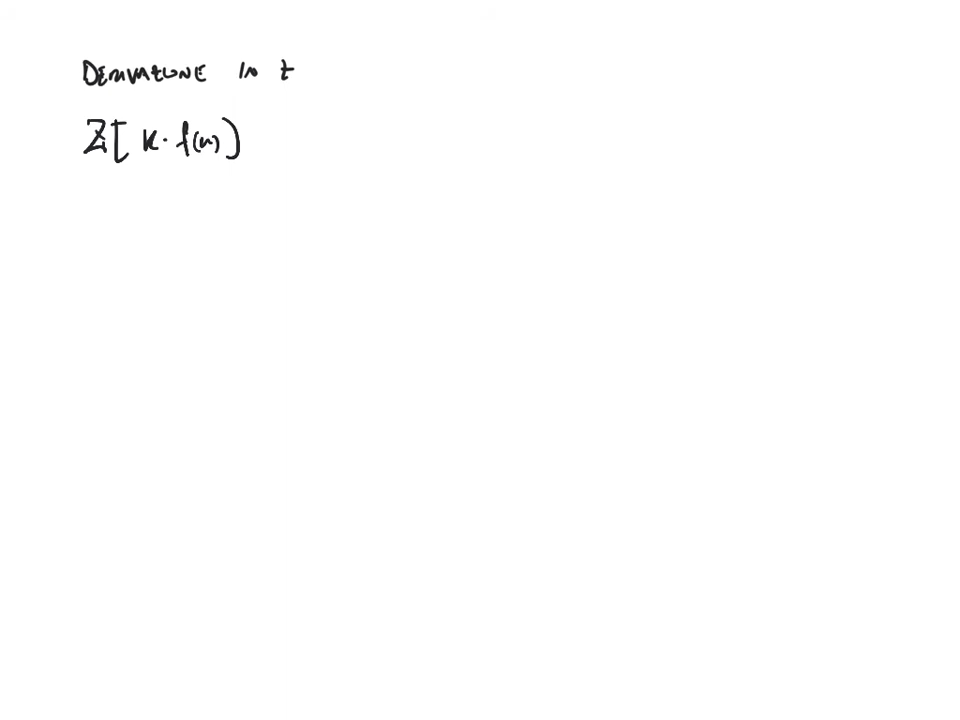 DERIVAZIONE IN z
Z[ K · f(k) )